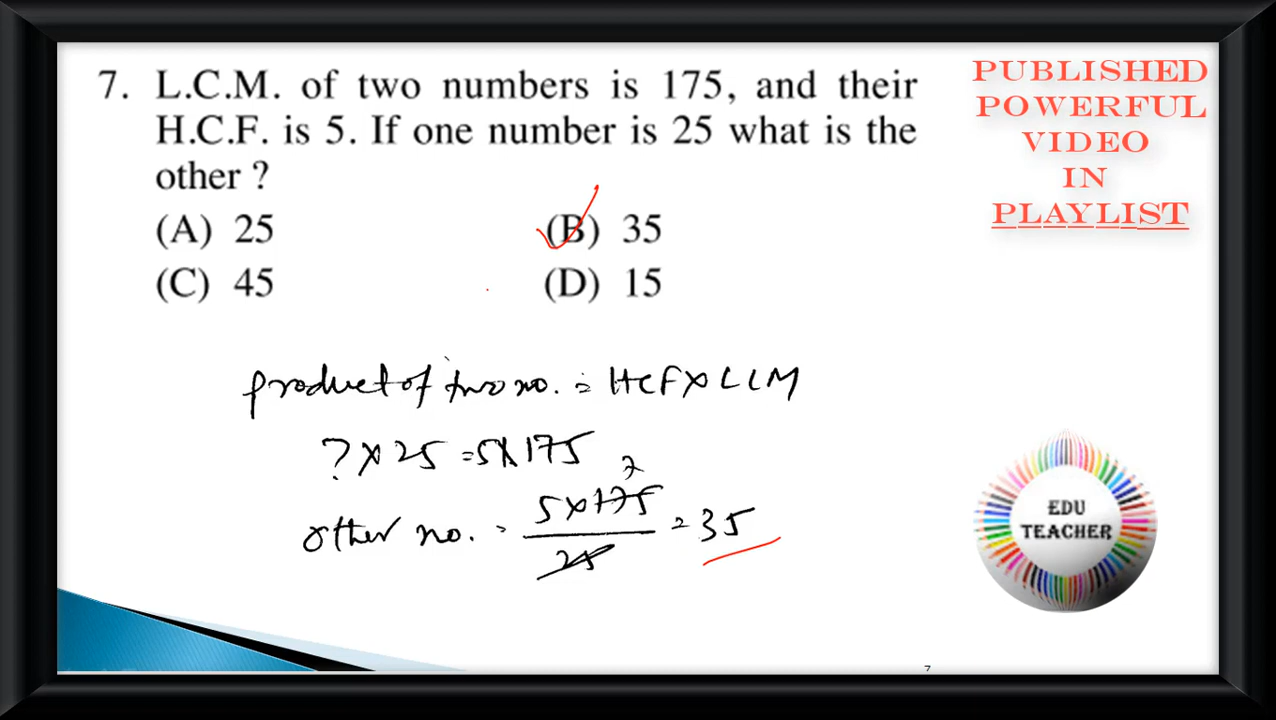 7. L.C.M. of two numbers is 175, and their
H.C.F. is 5. If one number is 25 what is the
other ?
(A) 25 (B) 35
(C) 45 (D) 15
product of two no. = HCF X LCM
? X 25 = 5X 175
7
5 X 175
other no. = = 35
25
PUBLISHED
POWERFUL
VIDEO
IN
PLAYLIST
EDU
TEACHER
7